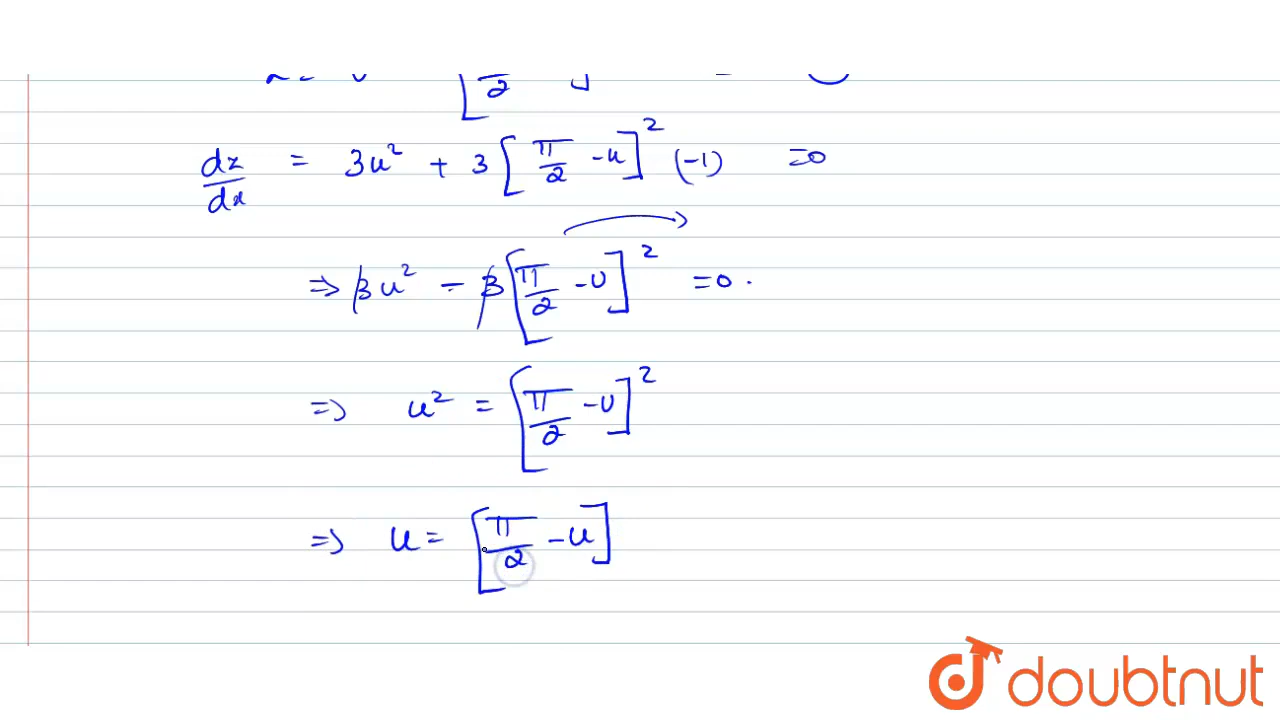 dz/dx = 3u² + 3[π/2 - u]² (-1) = 0
⇒ 3u² - 3[π/2 - u]² = 0.
⇒ u² = [π/2 - u]²
⇒ u = [π/2 - u]
doubtnut